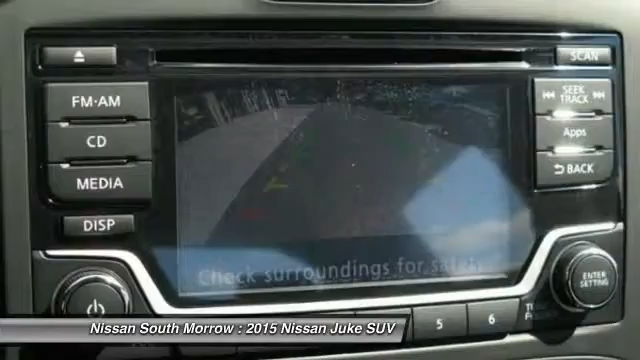 SCAN
FM·AM
SEEK
TRACK
CD
Apps
MEDIA
BACK
DISP
Check surroundings for safety
ENTER
SETTING
5 6
Nissan South Morrow : 2015 Nissan Juke SUV